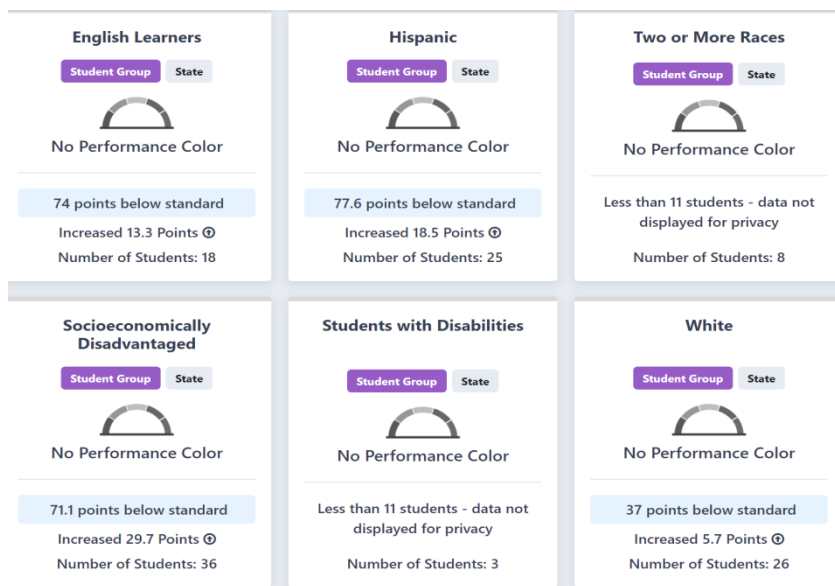 English Learners
Student Group State
No Performance Color
74 points below standard
Increased 13.3 Points
Number of Students: 18
Hispanic
Student Group State
No Performance Color
77.6 points below standard
Increased 18.5 Points
Number of Students: 25
Two or More Races
Student Group State
No Performance Color
Less than 11 students - data not
displayed for privacy
Number of Students: 8
Socioeconomically
Disadvantaged
Student Group State
No Performance Color
71.1 points below standard
Increased 29.7 Points
Number of Students: 36
Students with Disabilities
Student Group State
No Performance Color
Less than 11 students - data not
displayed for privacy
Number of Students: 3
White
Student Group State
No Performance Color
37 points below standard
Increased 5.7 Points
Number of Students: 26